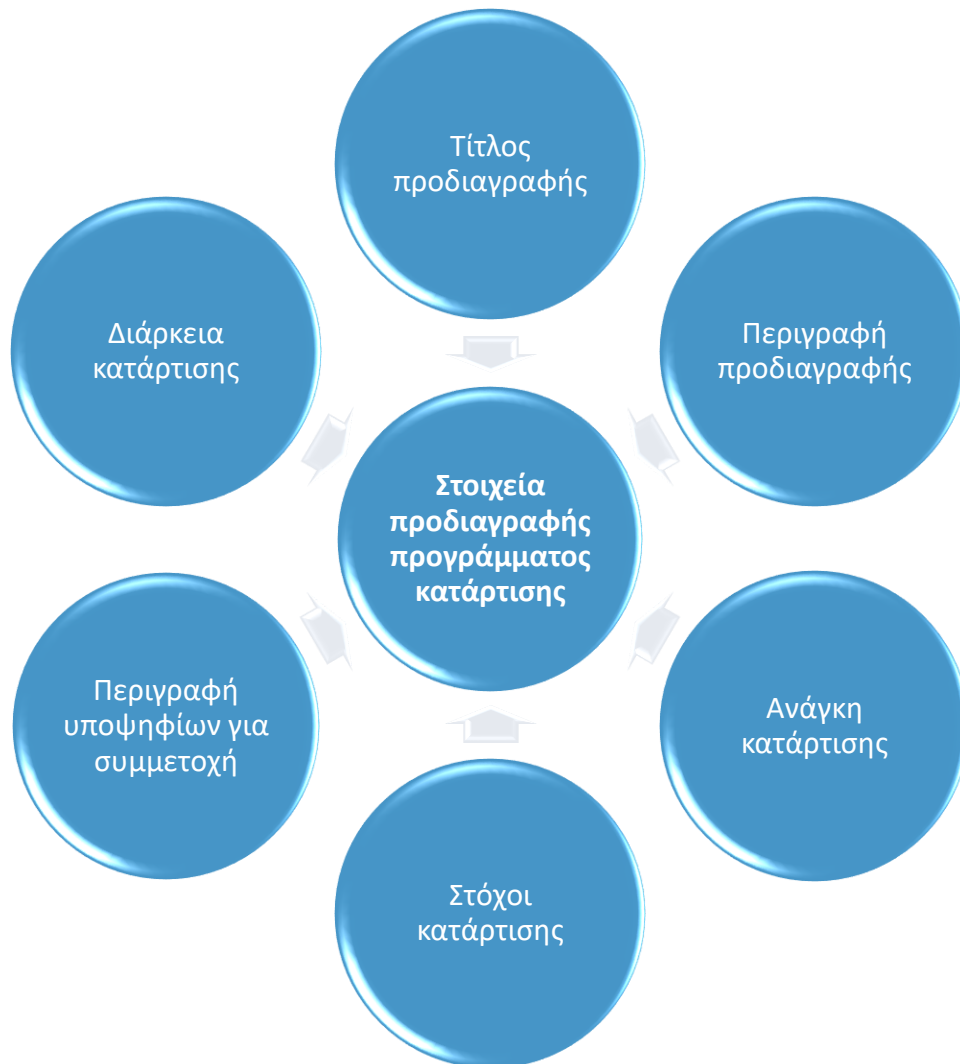 Τίτλος
προδιαγραφής
Διάρκεια
κατάρτισης
Περιγραφή
προδιαγραφής
Στοιχεία
προδιαγραφής
προγράμματος
κατάρτισης
Περιγραφή
υποψηφίων για
συμμετοχή
Ανάγκη
κατάρτισης
Στόχοι
κατάρτισης